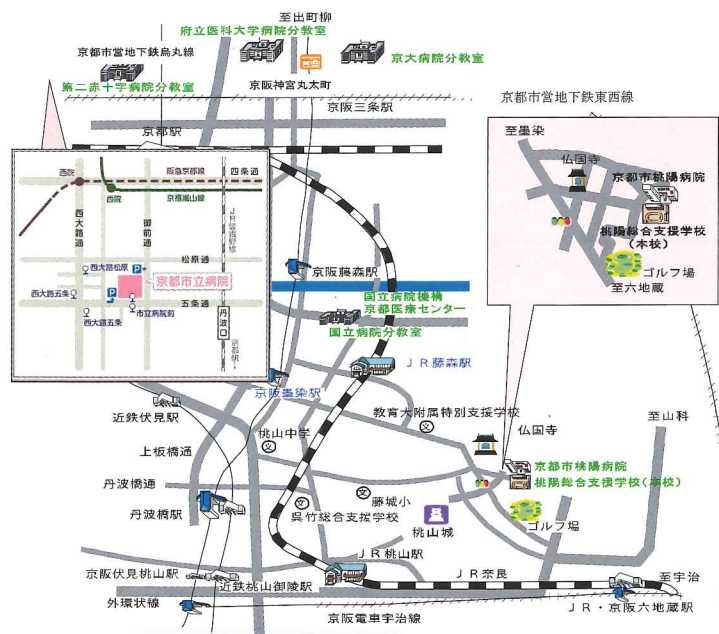 至出町柳
府立医科大学病院分教室
京都市営地下鉄烏丸線
京大病院分教室
第二赤十字病院分教室
京阪神宮丸太町
京阪三条駅
京都市営地下鉄東西線
京都駅
西院
阪急京都線
四条通
西院
京福嵐山線
西大路通
御前通
松原通
西大路松原
P
京都市立病院
P
西大路五条
五条通
西大路五条
市立病院前
丹波口
至墨染
仏国寺
京都市桃陽病院
桃陽総合支援学校
(本校)
ゴルフ場
至六地蔵
京阪藤森駅
国立病院機構
京都医療センター
国立病院分教室
JR藤森駅
京阪墨染駅
教育大附属特別支援学校
近鉄伏見駅
文
至山科
桃山中学
文
仏国寺
上板橋通
京都市桃陽病院
桃陽総合支援学校(本校)
丹波橋通
文
藤城小
呉竹総合支援学校
文
丹波橋駅
桃山城
ゴルフ場
JR桃山駅
京阪伏見桃山駅
近鉄桃山御陵駅
JR奈良
至宇治
外環状線
京阪電車宇治線
JR・京阪六地蔵駅